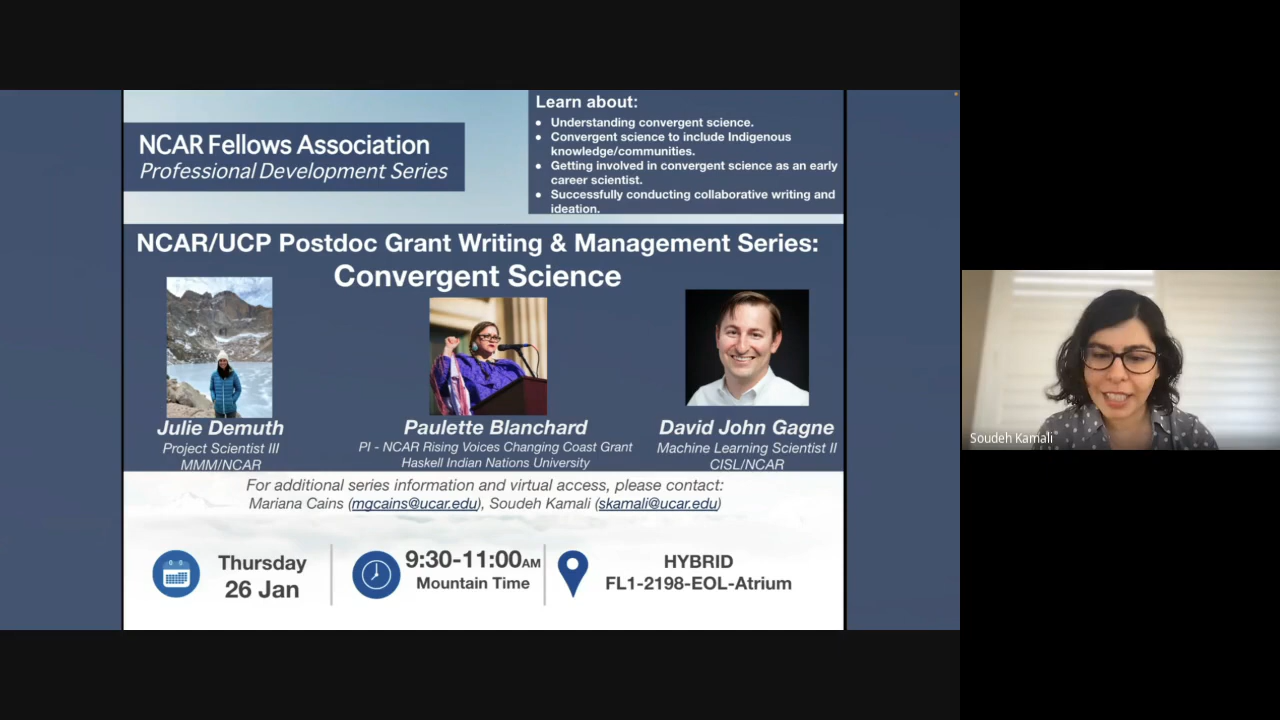 NCAR Fellows Association
Professional Development Series
Learn about:
• Understanding convergent science.
• Convergent science to include Indigenous
knowledge/communities.
• Getting involved in convergent science as an early
career scientist.
• Successfully conducting collaborative writing and
ideation.
NCAR/UCP Postdoc Grant Writing & Management Series:
Convergent Science
Julie Demuth
Project Scientist III
MMM/NCAR
Paulette Blanchard
PI - NCAR Rising Voices Changing Coast Grant
Haskell Indian Nations University
David John Gagne
Machine Learning Scientist II
CISL/NCAR
For additional series information and virtual access, please contact:
Mariana Cains (mgcains@ucar.edu), Soudeh Kamali (skamali@ucar.edu)
Thursday
26 Jan
9:30-11:00AM
Mountain Time
HYBRID
FL1-2198-EOL-Atrium
Soudeh Kamali